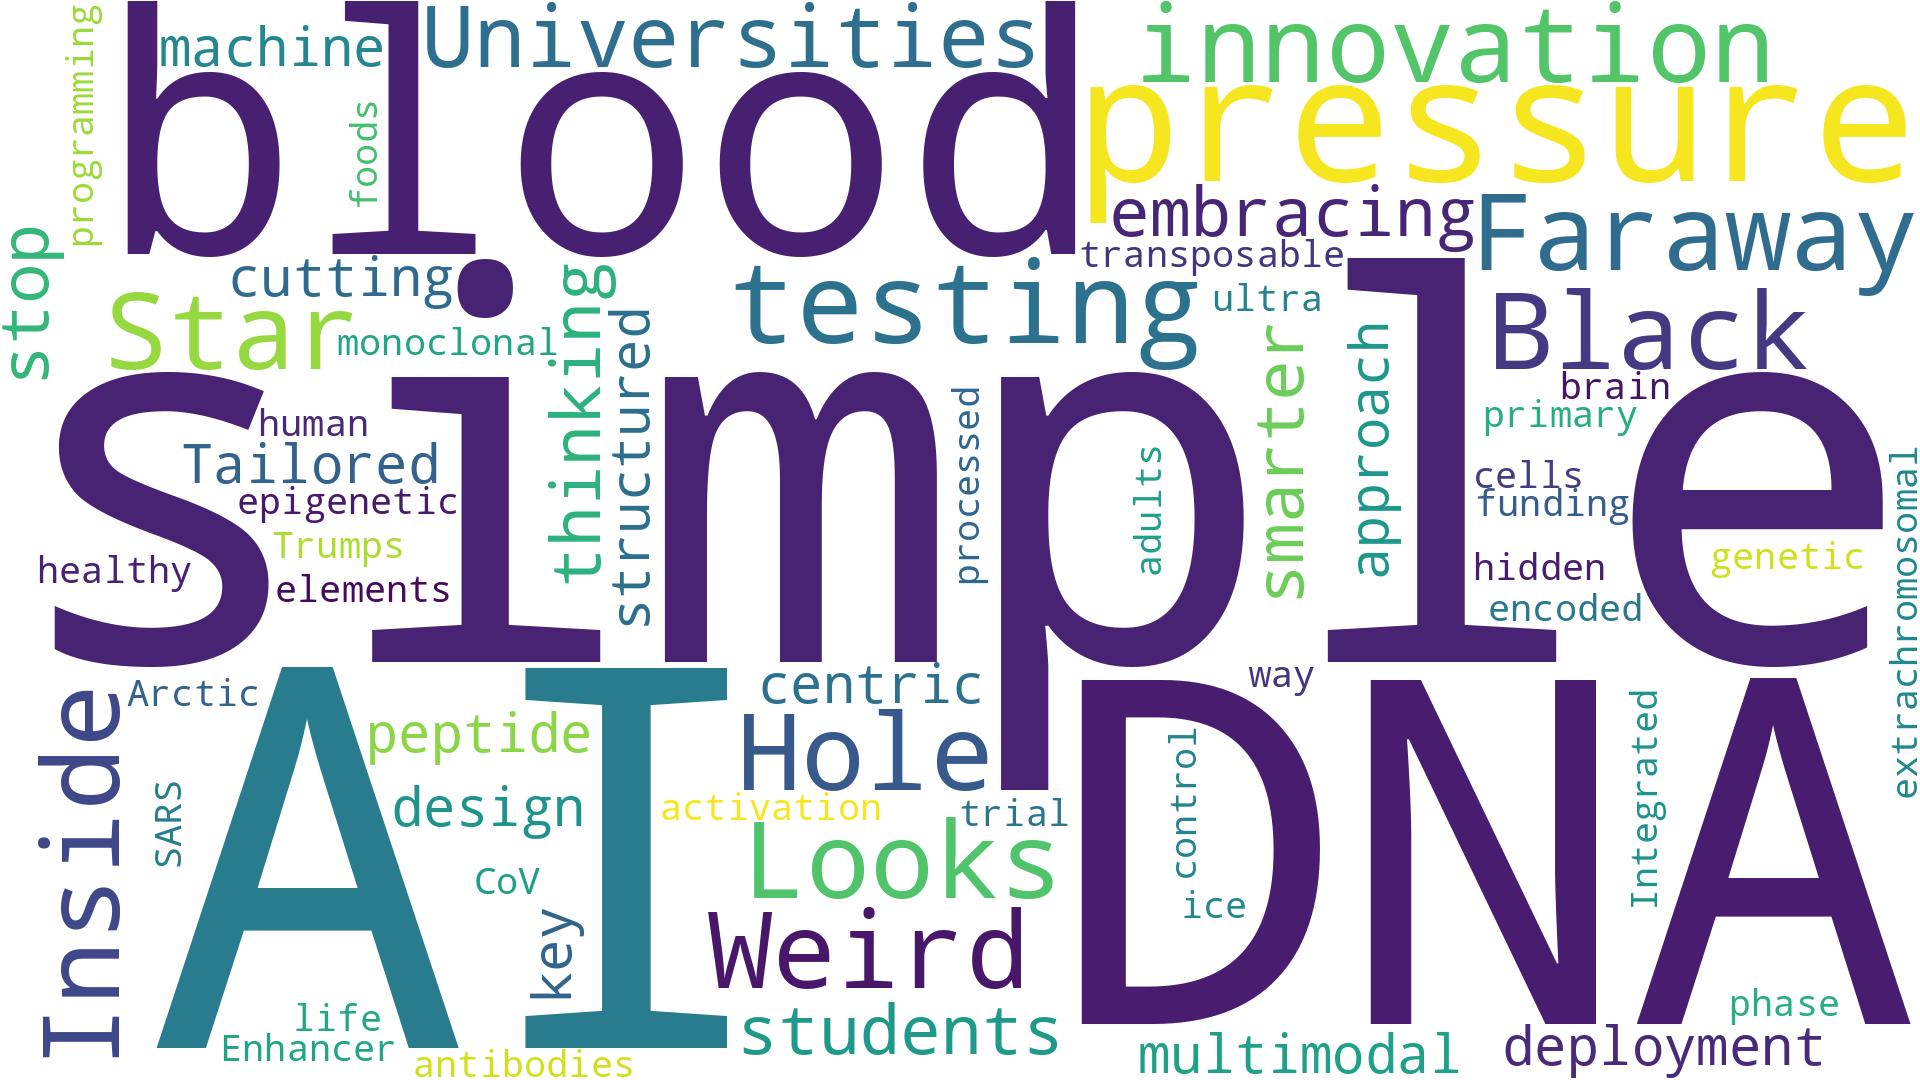 programming
machine
blood
Universities
innovation
foods
pressure
embracing
Faraway
stop
cutting
transposable
thinking
testing
ultra
Star
monoclonal
structured
Black
simple
smarter
approach
brain
processed
primary
human
Tailored
adults
cells
extrachromosomal
epigenetic
funding
Trumps
healthy
hidden
genetic
elements
encoded
Inside
Arctic
AI
centric
way
DNA
peptide
Hole
Integrated
SARS
design
activation
trial
control
Looks
CoV
key
ice
Weird
life
students
phase
Enhancer
antibodies
multimodal
deployment